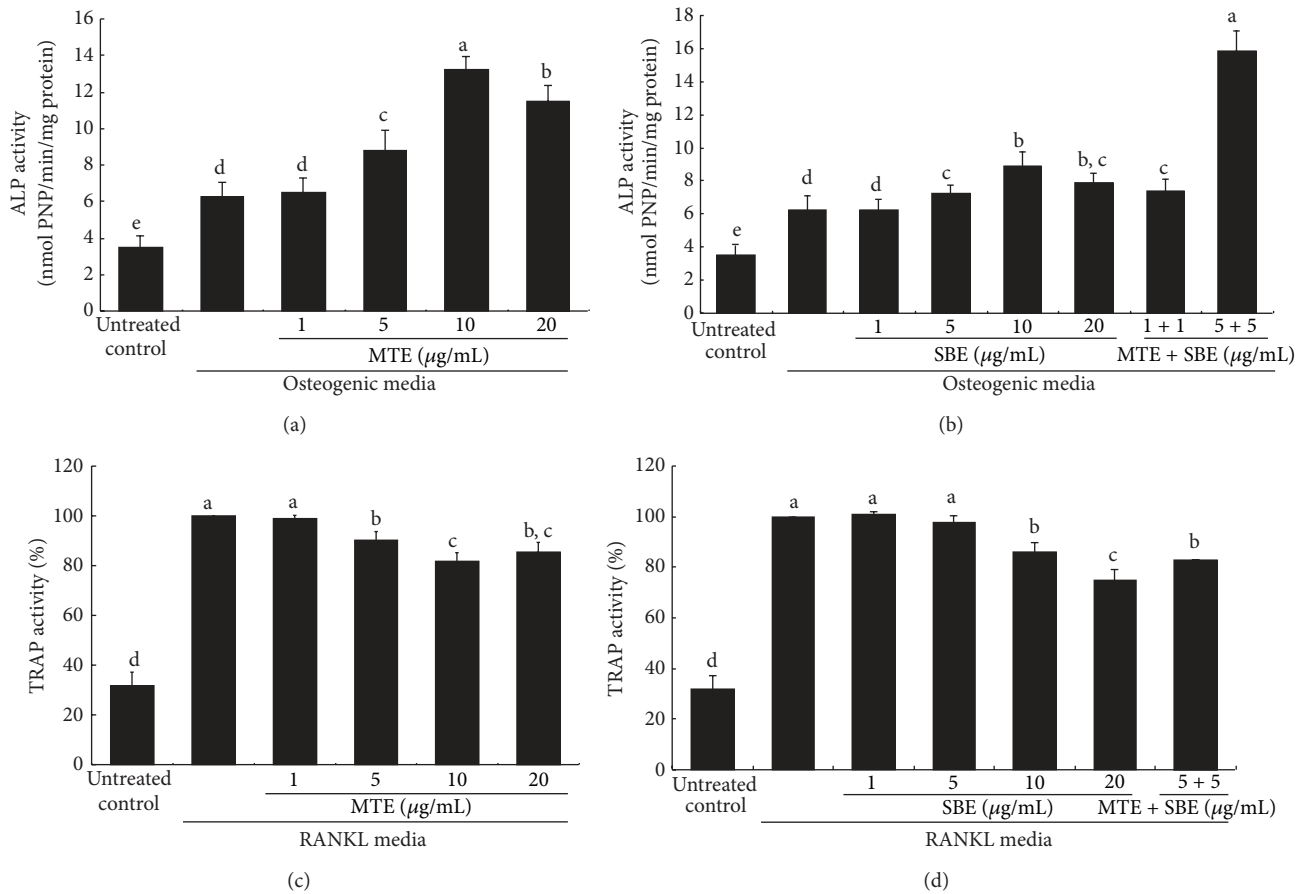 ALP activity
(nmol PNP/min/mg protein)
16
14
12
10
8
6
4
2
0
e
d
d
c
a
b
Untreated
control
1
5
10
20
MTE (μg/mL)
Osteogenic media
(a)
ALP activity
(nmol PNP/min/mg protein)
18
16
14
12
10
8
6
4
2
0
e
d
d
c
b
b, c
c
a
Untreated
control
1
5
10
20
1 + 1
5 + 5
SBE (μg/mL)
MTE + SBE (μg/mL)
Osteogenic media
(b)
TRAP activity (%)
120
100
80
60
40
20
0
d
a
a
b
c
b, c
Untreated
control
1
5
10
20
MTE (μg/mL)
RANKL media
(c)
TRAP activity (%)
120
100
80
60
40
20
0
d
a
a
a
b
c
b
Untreated
control
1
5
10
20
5 + 5
SBE (μg/mL)
MTE + SBE (μg/mL)
RANKL media
(d)